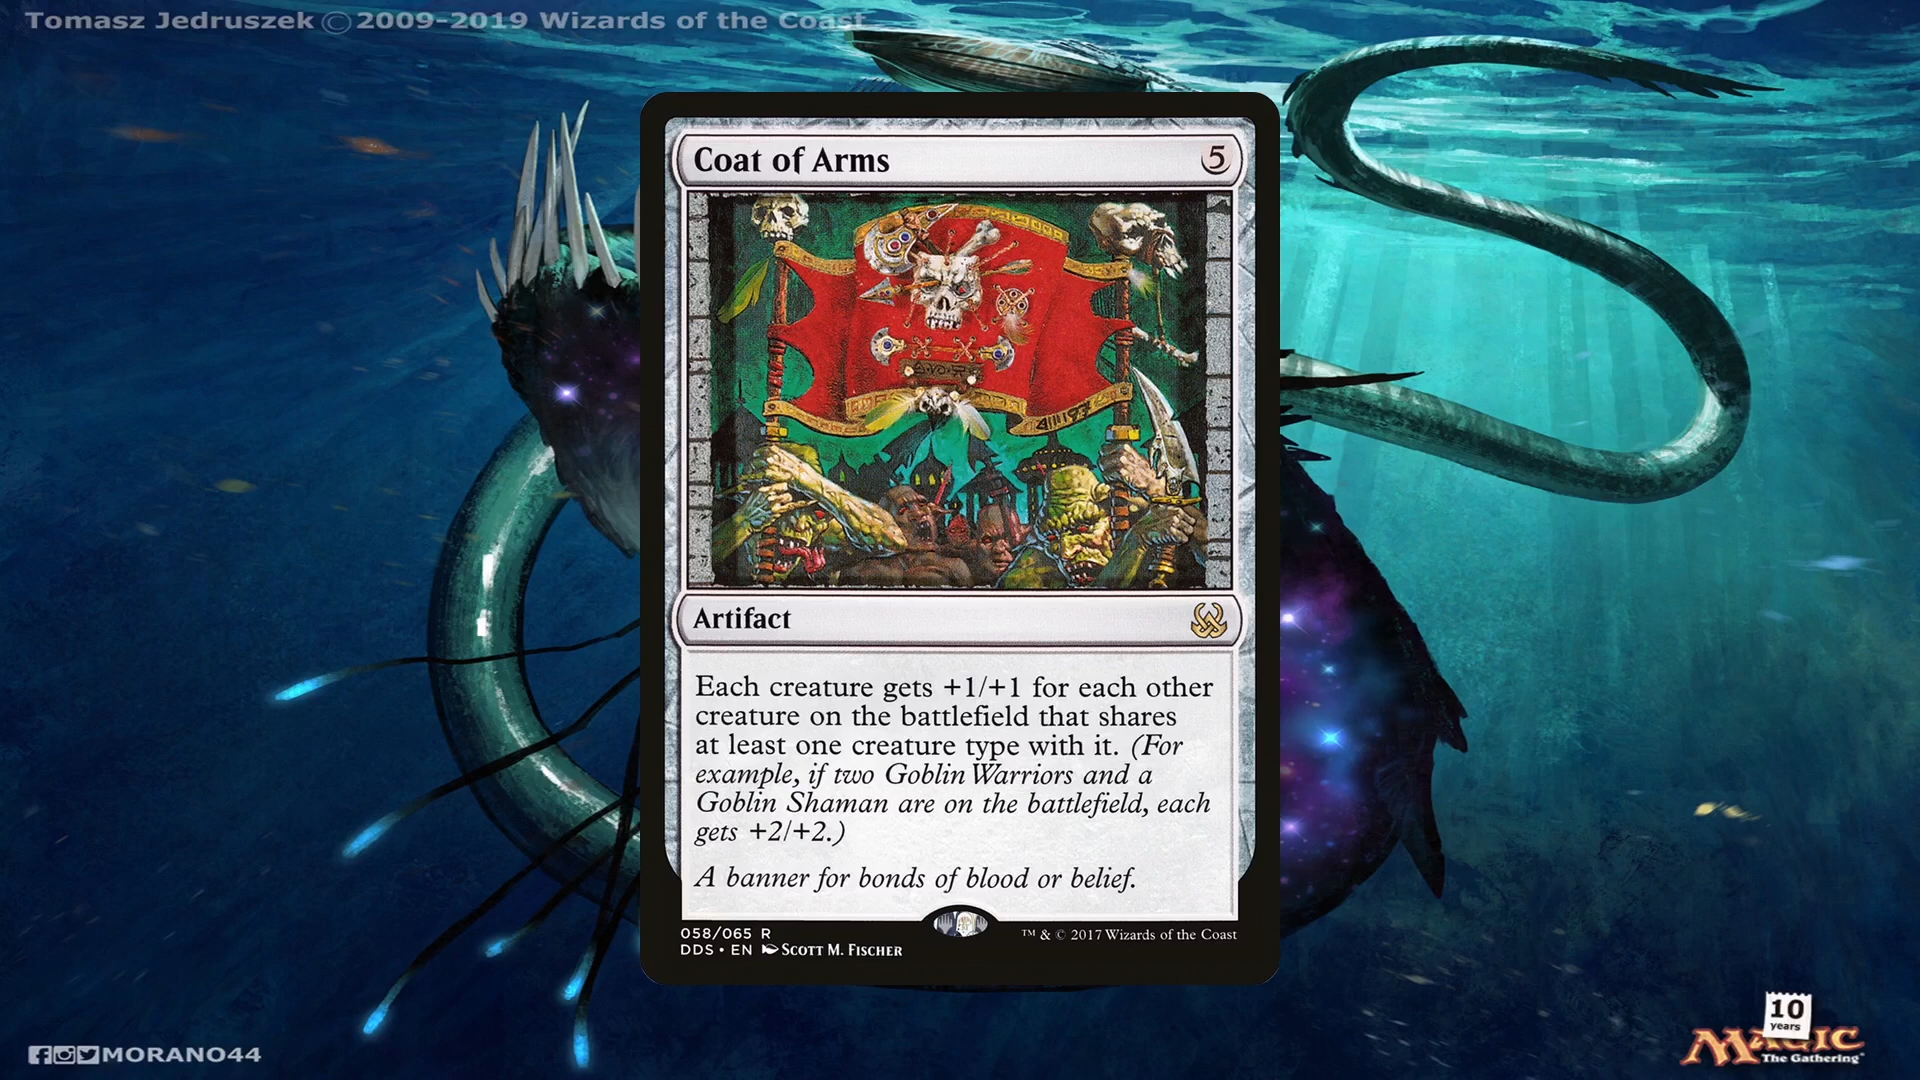 Tomasz Jedruszek © 2009-2019 Wizards of the Coast
Coat of Arms
5
Artifact
Each creature gets +1/+1 for each other
creature on the battlefield that shares
at least one creature type with it. (For
example, if two Goblin Warriors and a
Goblin Shaman are on the battlefield, each
gets +2/+2.)
A banner for bonds of blood or belief.
058/065 R
DDS • EN SCOTT M. FISCHER
™ & © 2017 Wizards of the Coast
MORANO44
10
years
MAGIC
The Gathering®